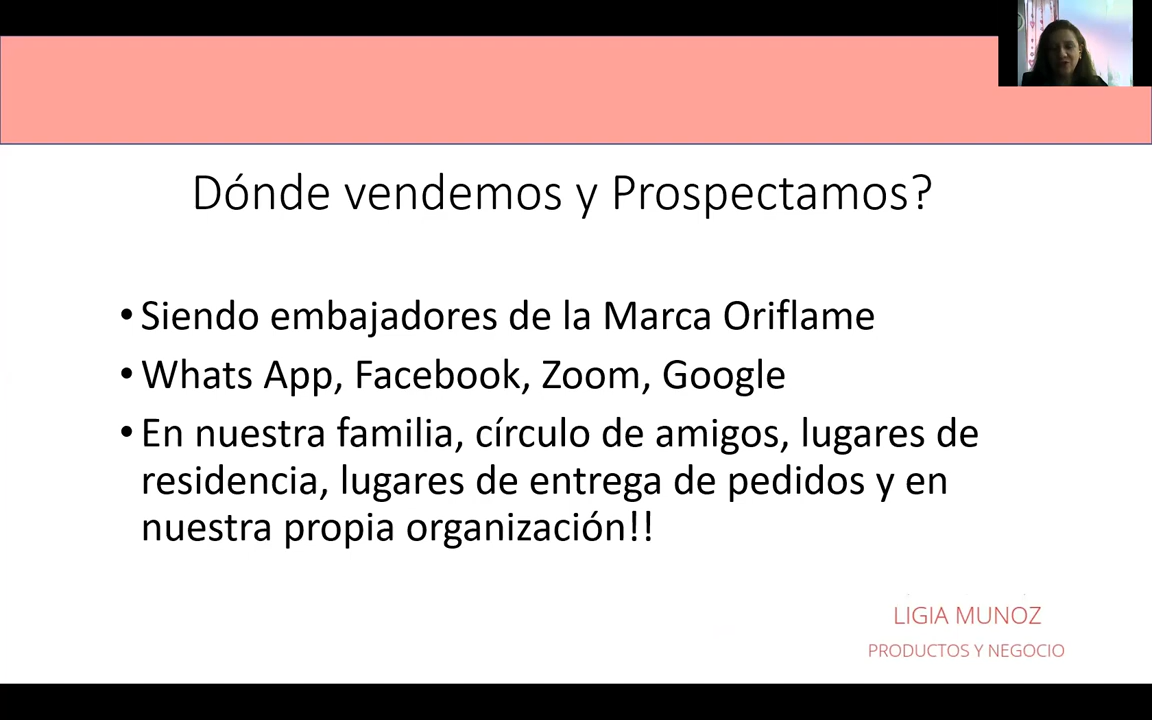 Dónde vendemos y Prospectamos?
• Siendo embajadores de la Marca Oriflame
• Whats App, Facebook, Zoom, Google
• En nuestra familia, círculo de amigos, lugares de
residencia, lugares de entrega de pedidos y en
nuestra propia organización!!
LIGIA MUNOZ
PRODUCTOS Y NEGOCIO